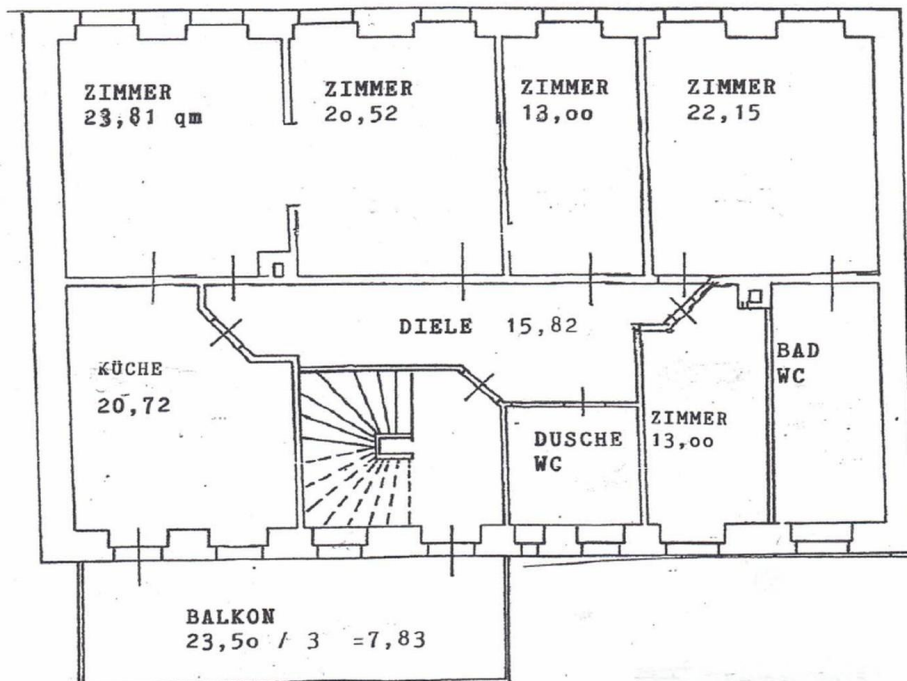 ZIMMER
23,81 qm
ZIMMER
2o,52
ZIMMER
13,oo
ZIMMER
22,15
DIELE 15,82
KÜCHE
20,72
BAD
WC
ZIMMER
13,oo
DUSCHE
WC
BALKON
23,5o / 3 =7,83